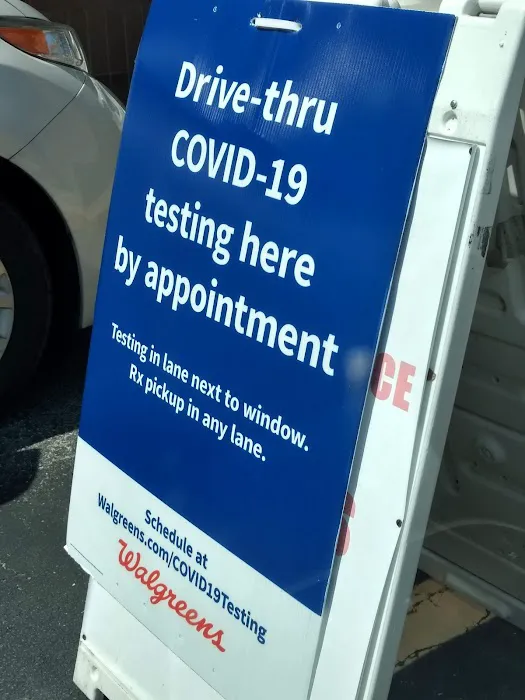 Drive-thru
COVID-19
testing here
by appointment
Testing in lane next to window.
Rx pickup in any lane.
Schedule at
Walgreens.com/COVID19Testing
Walgreens
CE
S